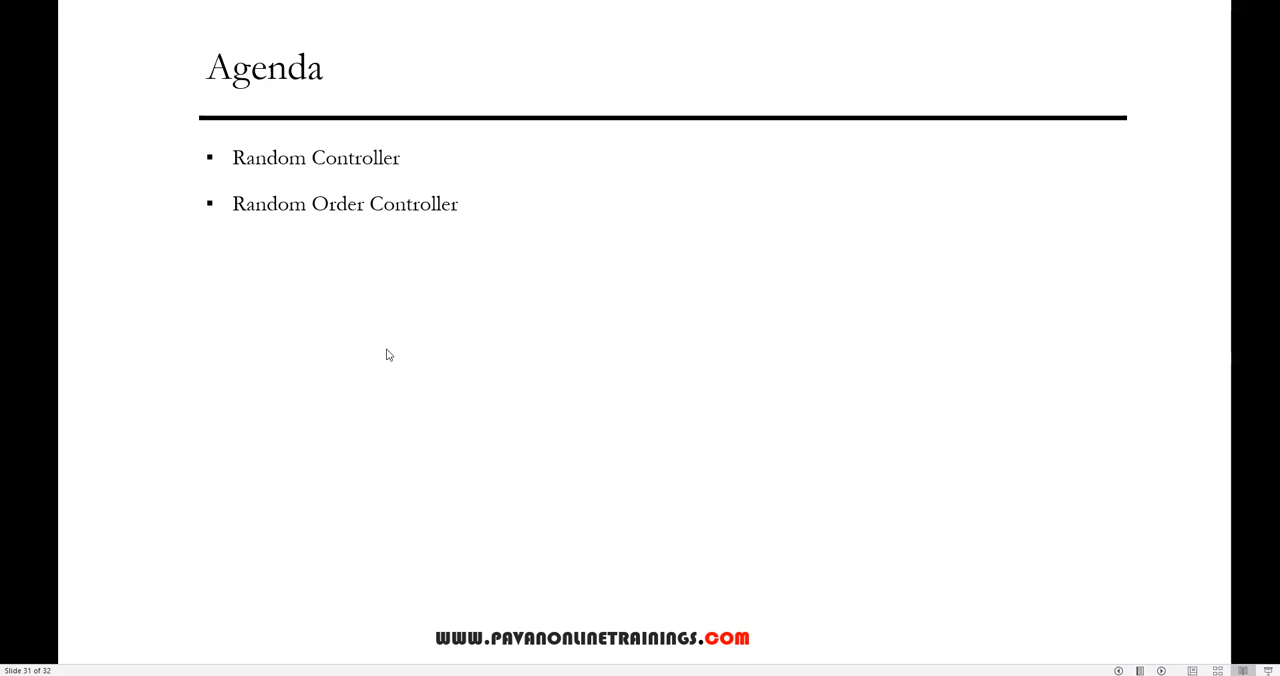 Agenda
▪ Random Controller
▪ Random Order Controller
WWW.PAVANONLINETRAININGS.COM
Slide 31 of 32